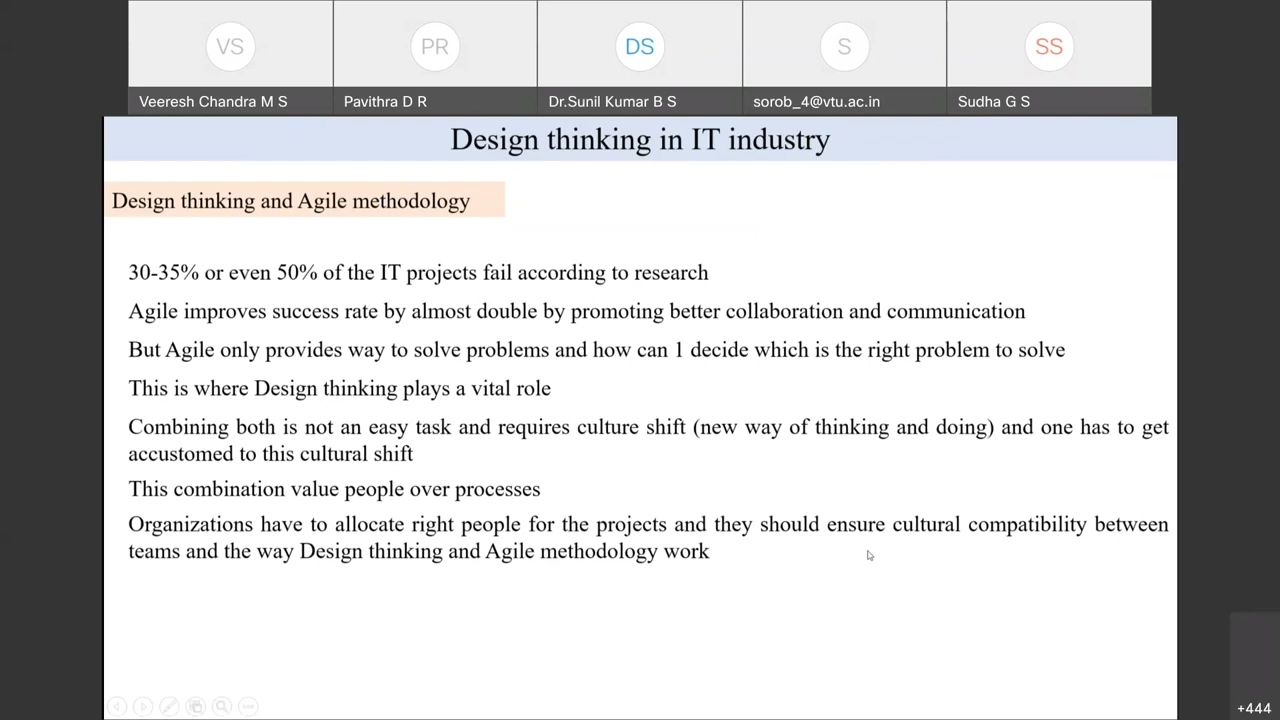 VS
PR
DS
S
SS
Veeresh Chandra M S
Pavithra D R
Dr.Sunil Kumar B S
sorob_4@vtu.ac.in
Sudha G S
Design thinking in IT industry
Design thinking and Agile methodology
30-35% or even 50% of the IT projects fail according to research
Agile improves success rate by almost double by promoting better collaboration and communication
But Agile only provides way to solve problems and how can 1 decide which is the right problem to solve
This is where Design thinking plays a vital role
Combining both is not an easy task and requires culture shift (new way of thinking and doing) and one has to get
accustomed to this cultural shift
This combination value people over processes
Organizations have to allocate right people for the projects and they should ensure cultural compatibility between
teams and the way Design thinking and Agile methodology work
+444